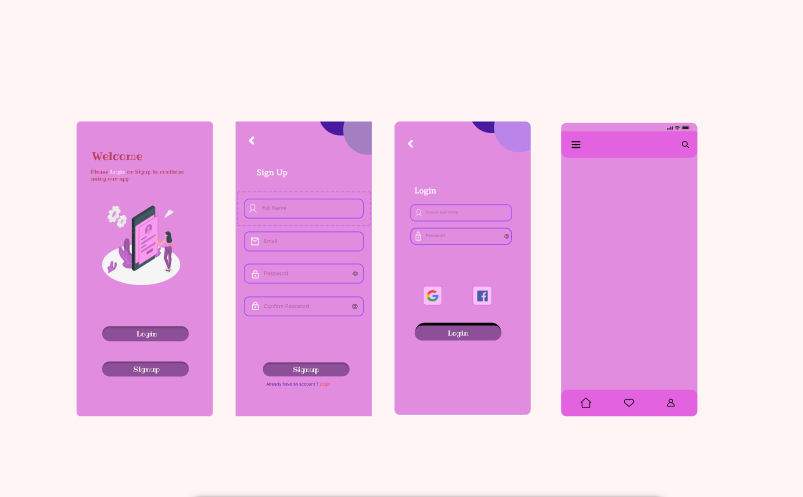 Welcome
Please Login or Signup to continue
using our app
Login
Signup
Sign Up
Full Name
Email
Password
Confirm Password
Signup
Already have an account ? Login
Login
Password
Login